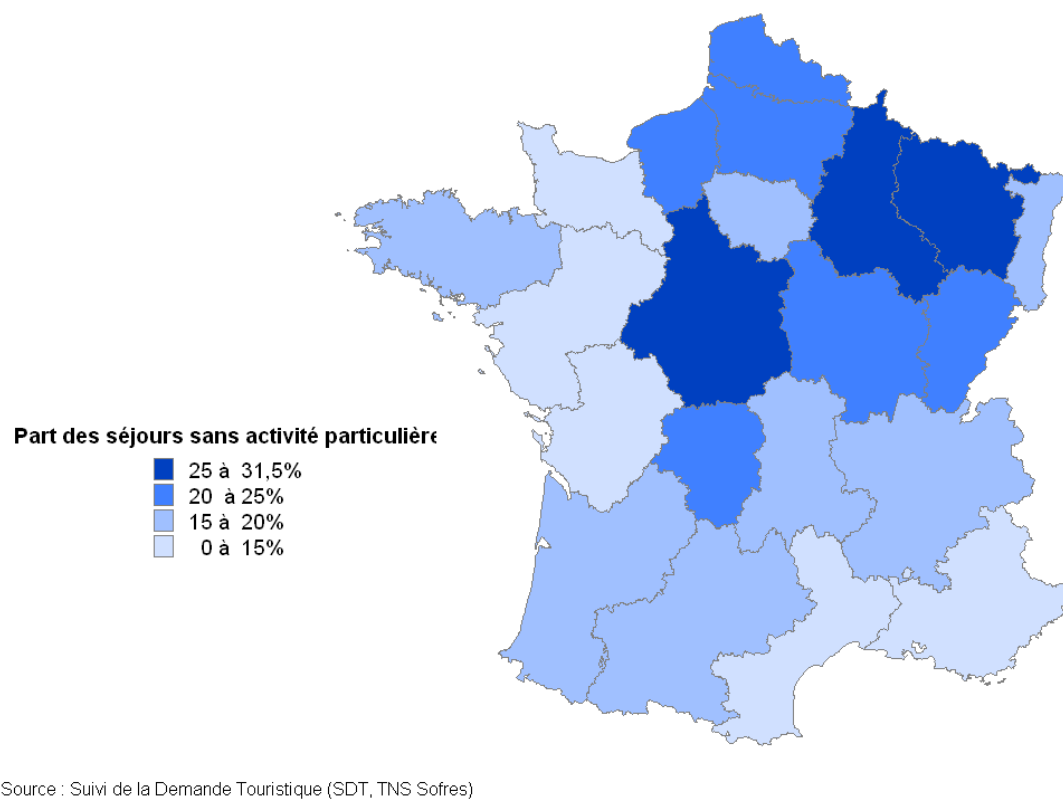 Part des séjours sans activité particulière
25 à 31,5%
20 à 25%
15 à 20%
0 à 15%
Source : Suivi de la Demande Touristique (SDT, TNS Sofres)